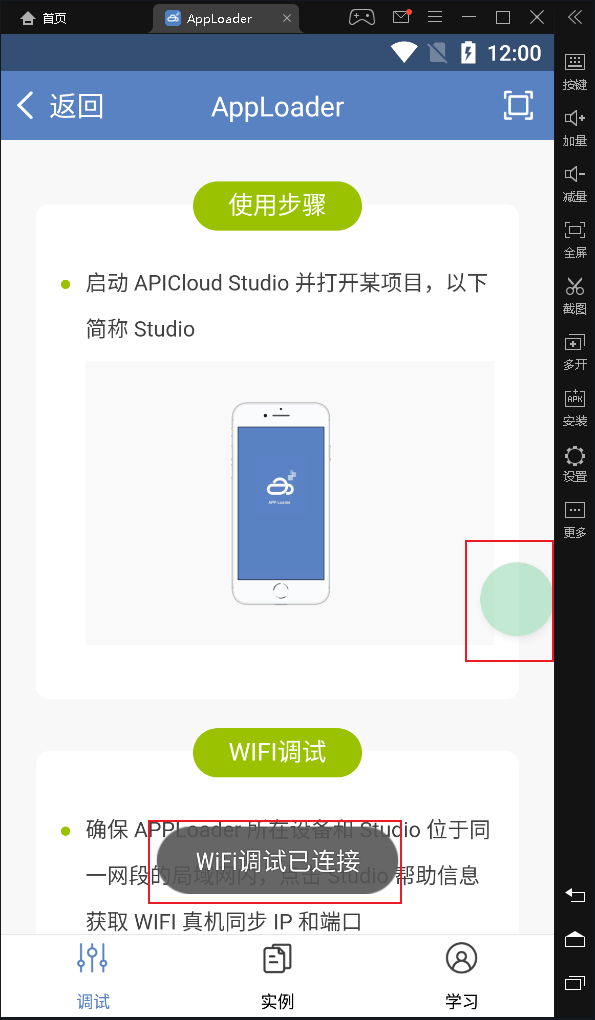 首页
AppLoader
12:00
返回
AppLoader
使用步骤
启动 APICloud Studio 并打开某项目，以下
简称 Studio
APP Loader
WIFI调试
确保 APPLoader 所在设备和 Studio 位于同
一网段的局域网内，点击 Studio 帮助信息
获取 WIFI 真机同步 IP 和端口
WiFi调试已连接
调试
实例
学习
按键
加量
减量
全屏
截图
多开
APK
安装
设置
更多